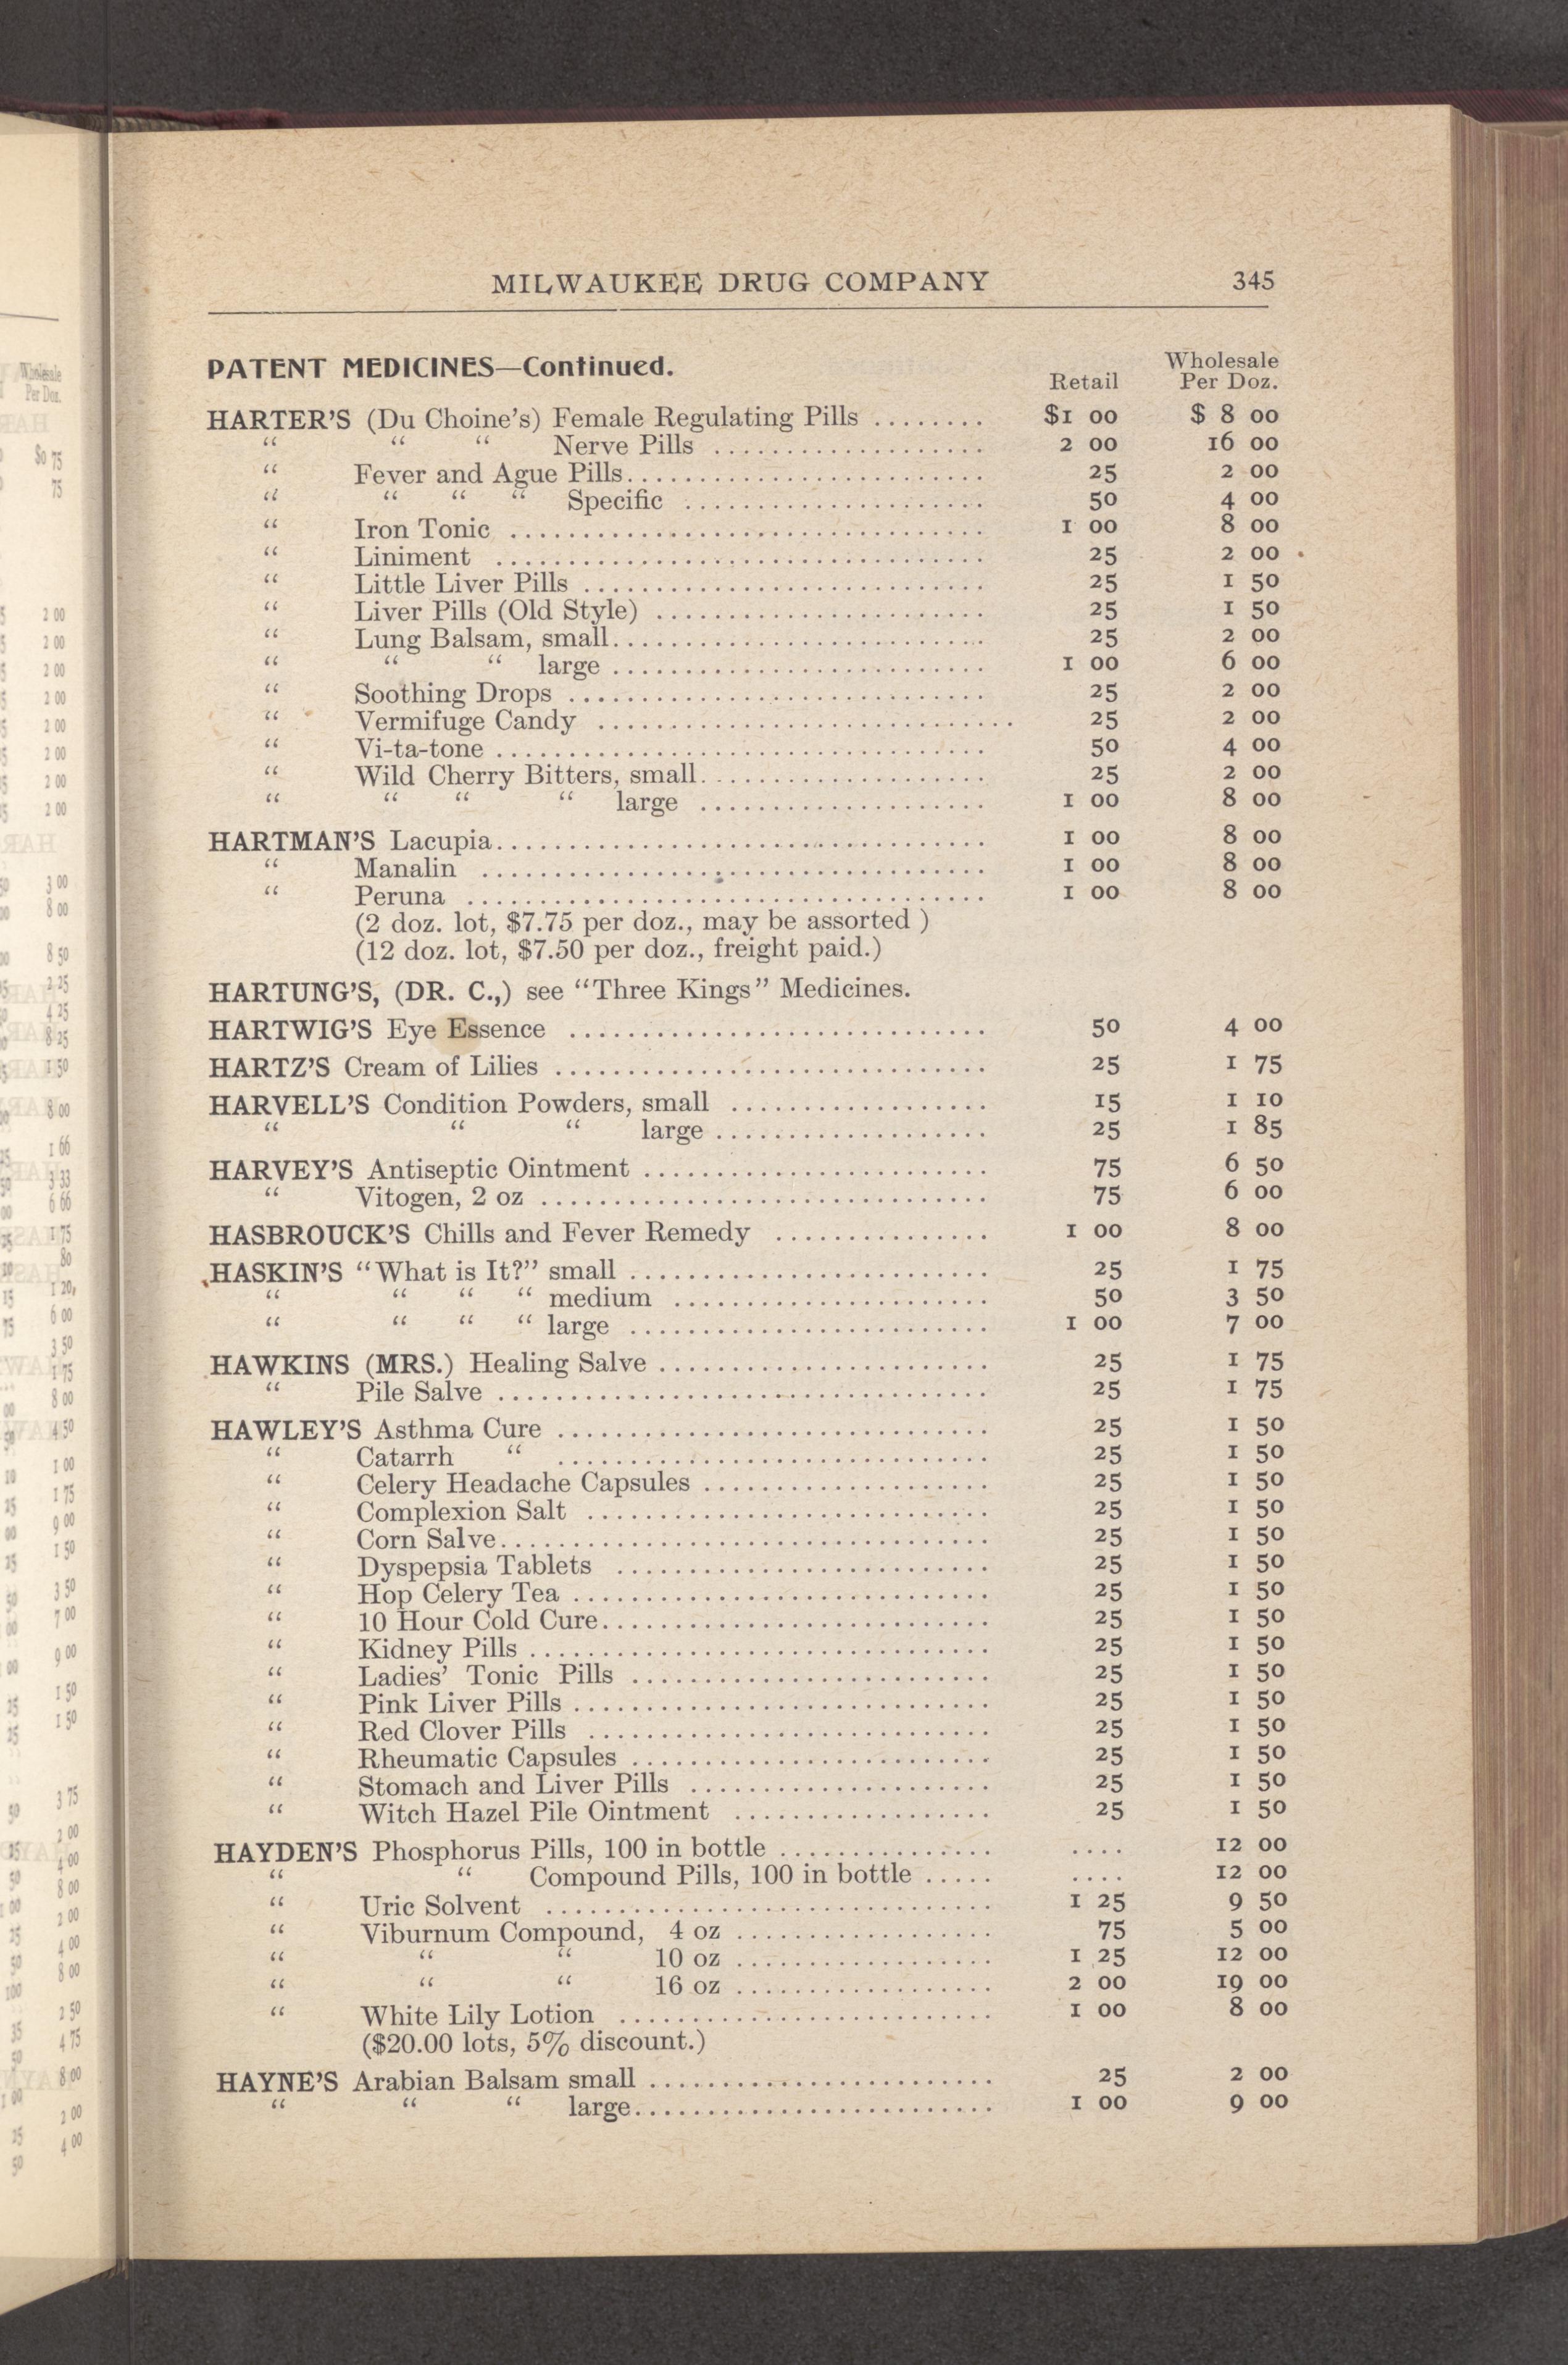 MILWAUKEE DRUG COMPANY 345
PATENT MEDICINES—Continued. Retail Wholesale Per Doz.
HARTER'S (Du Choine's) Female Regulating Pills ........ $1 00 $ 8 00
“ “ “ Nerve Pills ................... 2 00 16 00
“ Fever and Ague Pills......................... 25 2 00
“ “ “ “ Specific ..................... 50 4 00
“ Iron Tonic ................................. 1 00 8 00
“ Liniment .................................. 25 2 00
“ Little Liver Pills ............................ 25 1 50
“ Liver Pills (Old Style) ....................... 25 1 50
“ Lung Balsam, small.......................... 25 2 00
“ “ “ large .......................... 1 00 6 00
“ Soothing Drops ............................. 25 2 00
“ Vermifuge Candy ............................. 25 2 00
“ Vi-ta-tone .................................. 50 4 00
“ Wild Cherry Bitters, small.................... 25 2 00
“ “ “ “ large .................... 1 00 8 00
HARTMAN'S Lacupia.................................. 1 00 8 00
“ Manalin ................................... 1 00 8 00
“ Peruna .................................... 1 00 8 00
(2 doz. lot, $7.75 per doz., may be assorted )
(12 doz. lot, $7.50 per doz., freight paid.)
HARTUNG'S, (DR. C.,) see “Three Kings” Medicines.
HARTWIG'S Eye Essence ............................. 50 4 00
HARTZ'S Cream of Lilies .............................. 25 1 75
HARVELL'S Condition Powders, small .................. 15 1 10
“ “ “ large ................... 25 1 85
HARVEY'S Antiseptic Ointment ........................ 75 6 50
“ Vitogen, 2 oz ............................... 75 6 00
HASBROUCK'S Chills and Fever Remedy ............... 1 00 8 00
HASKIN'S “What is It?” small ......................... 25 1 75
“ “ “ “ medium ...................... 50 3 50
“ “ “ “ large ......................... 1 00 7 00
HAWKINS (MRS.) Healing Salve ....................... 25 1 75
“ Pile Salve .................................. 25 1 75
HAWLEY'S Asthma Cure .............................. 25 1 50
“ Catarrh “ .............................. 25 1 50
“ Celery Headache Capsules .................... 25 1 50
“ Complexion Salt ............................ 25 1 50
“ Corn Salve.................................. 25 1 50
“ Dyspepsia Tablets .......................... 25 1 50
“ Hop Celery Tea ............................. 25 1 50
“ 10 Hour Cold Cure........................... 25 1 50
“ Kidney Pills ................................ 25 1 50
“ Ladies' Tonic Pills ......................... 25 1 50
“ Pink Liver Pills ............................. 25 1 50
“ Red Clover Pills ............................ 25 1 50
“ Rheumatic Capsules ......................... 25 1 50
“ Stomach and Liver Pills ..................... 25 1 50
“ Witch Hazel Pile Ointment .................. 25 1 50
HAYDEN'S Phosphorus Pills, 100 in bottle ............... .... 12 00
“ “ Compound Pills, 100 in bottle ..... .... 12 00
“ Uric Solvent ............................... 1 25 9 50
“ Viburnum Compound, 4 oz .................. 75 5 00
“ “ “ 10 oz .................. 1 25 12 00
“ “ “ 16 oz .................. 2 00 19 00
“ White Lily Lotion .......................... 1 00 8 00
($20.00 lots, 5% discount.)
HAYNE'S Arabian Balsam small ........................ 25 2 00
“ “ “ large......................... 1 00 9 00